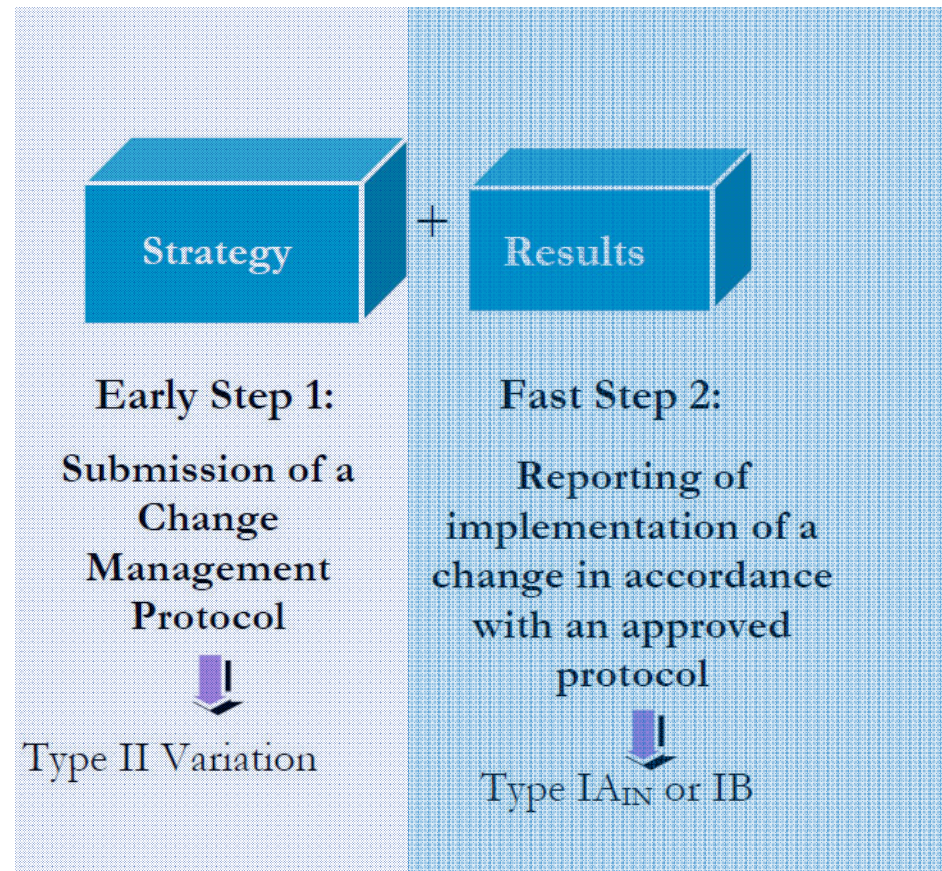 Strategy
+
Results
Early Step 1:
Submission of a
Change
Management
Protocol
Type II Variation
Fast Step 2:
Reporting of
implementation of a
change in accordance
with an approved
protocol
Type IA_IN or IB